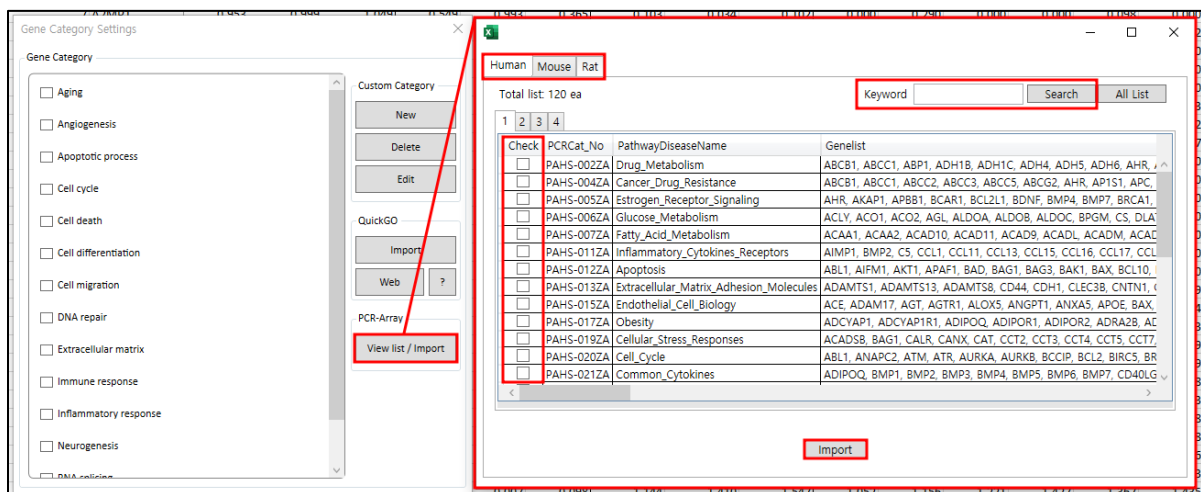 Gene Category Settings
Gene Category
Aging
Angiogenesis
Apoptotic process
Cell cycle
Cell death
Cell differentiation
Cell migration
DNA repair
Extracellular matrix
Immune response
Inflammatory response
Neurogenesis
RNA splicing
Custom Category
New
Delete
Edit
QuickGO
Import
Web ?
PCR-Array
View list / Import
Human Mouse Rat
Total list: 120 ea Keyword Search All List
1 2 3 4
Check PCRCat_No PathwayDiseaseName Genelist
PAHS-002ZA Drug_Metabolism ABCB1, ABCC1, ABP1, ADH1B, ADH1C, ADH4, ADH5, ADH6, AHR,
PAHS-004ZA Cancer_Drug_Resistance ABCB1, ABCC1, ABCC2, ABCC3, ABCC5, ABCG2, AHR, AP1S1, APC,
PAHS-005ZA Estrogen_Receptor_Signaling AHR, AKAP1, APBB1, BCAR1, BCL2L1, BDNF, BMP4, BMP7, BRCA1,
PAHS-006ZA Glucose_Metabolism ACLY, ACO1, ACO2, AGL, ALDOA, ALDOB, ALDOC, BPGM, CS, DLA
PAHS-007ZA Fatty_Acid_Metabolism ACAA1, ACAA2, ACAD10, ACAD11, ACAD9, ACADL, ACADM, ACAD
PAHS-011ZA Inflammatory_Cytokines_Receptors AIMP1, BMP2, C5, CCL1, CCL11, CCL13, CCL15, CCL16, CCL17, CCL
PAHS-012ZA Apoptosis ABL1, AIFM1, AKT1, APAF1, BAD, BAG1, BAG3, BAK1, BAX, BCL10,
PAHS-013ZA Extracellular_Matrix_Adhesion_Molecules ADAMTS1, ADAMTS13, ADAMTS8, CD44, CDH1, CLEC3B, CNTN1,
PAHS-015ZA Endothelial_Cell_Biology ACE, ADAM17, AGT, AGTR1, ALOX5, ANGPT1, ANXA5, APOE, BAX,
PAHS-017ZA Obesity ADCYAP1, ADCYAP1R1, ADIPOQ, ADIPOR1, ADIPOR2, ADRA2B, AD
PAHS-019ZA Cellular_Stress_Responses ACADSB, BAG1, CALR, CANX, CAT, CCT2, CCT3, CCT4, CCT5, CCT7,
PAHS-020ZA Cell_Cycle ABL1, ANAPC2, ATM, ATR, AURKA, AURKB, BCCIP, BCL2, BIRC5, BR
PAHS-021ZA Common_Cytokines ADIPOQ, BMP1, BMP2, BMP3, BMP4, BMP5, BMP6, BMP7, CD40LG
Import